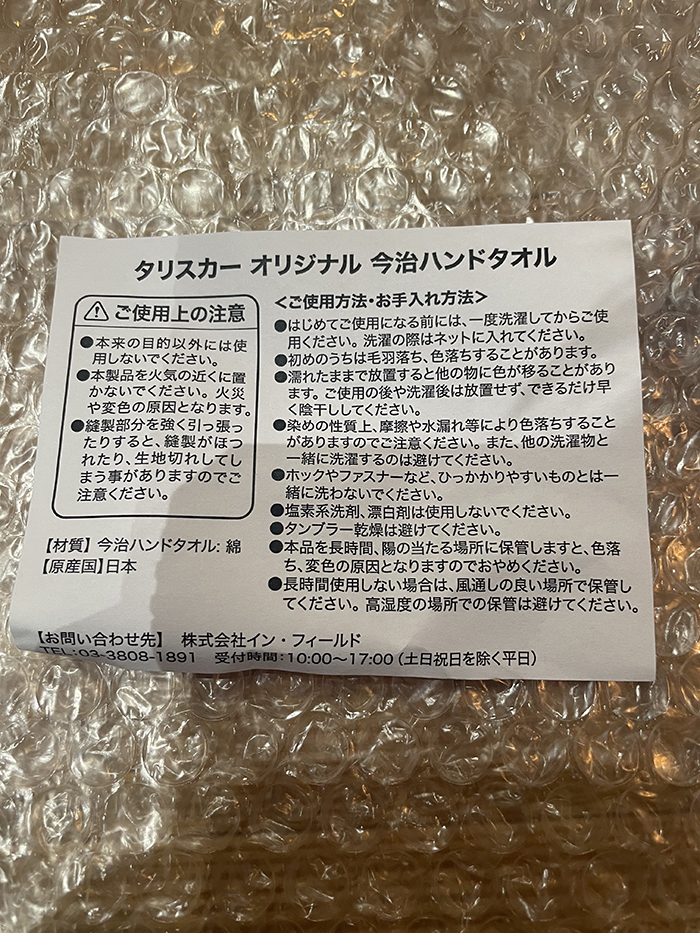 タリスカー オリジナル 今治ハンドタオル
⚠ ご使用上の注意
●本来の目的以外には使
用しないでください。
●本製品を火気の近くに置
かないでください。火災
や変色の原因となります。
●縫製部分を強く引っ張っ
たりすると、縫製がほつ
れたり、生地切れしてし
まう事がありますのでご
注意ください。
【材質】 今治ハンドタオル: 綿
【原産国】日本
<ご使用方法・お手入れ方法>
●はじめてご使用になる前には、一度洗濯してからご使
用ください。洗濯の際はネットに入れてください。
●初めのうちは毛羽落ち、色落ちすることがあります。
●濡れたままで放置すると他の物に色が移ることがあり
ます。ご使用の後や洗濯後は放置せず、できるだけ早
く陰干ししてください。
●染めの性質上、摩擦や水漏れ等により色落ちすること
がありますのでご注意ください。また、他の洗濯物と
一緒に洗濯するのは避けてください。
●ホックやファスナーなど、ひっかかりやすいものとは一
緒に洗わないでください。
●塩素系洗剤、漂白剤は使用しないでください。
●タンブラー乾燥は避けてください。
●本品を長時間、陽の当たる場所に保管しますと、色落
ち、変色の原因となりますのでおやめください。
●長時間使用しない場合は、風通しの良い場所で保管し
てください。高湿度の場所での保管は避けてください。
【お問い合わせ先】 株式会社イン・フィールド
TEL:03-3808-1891 受付時間:10:00～17:00(土日祝日を除く平日)